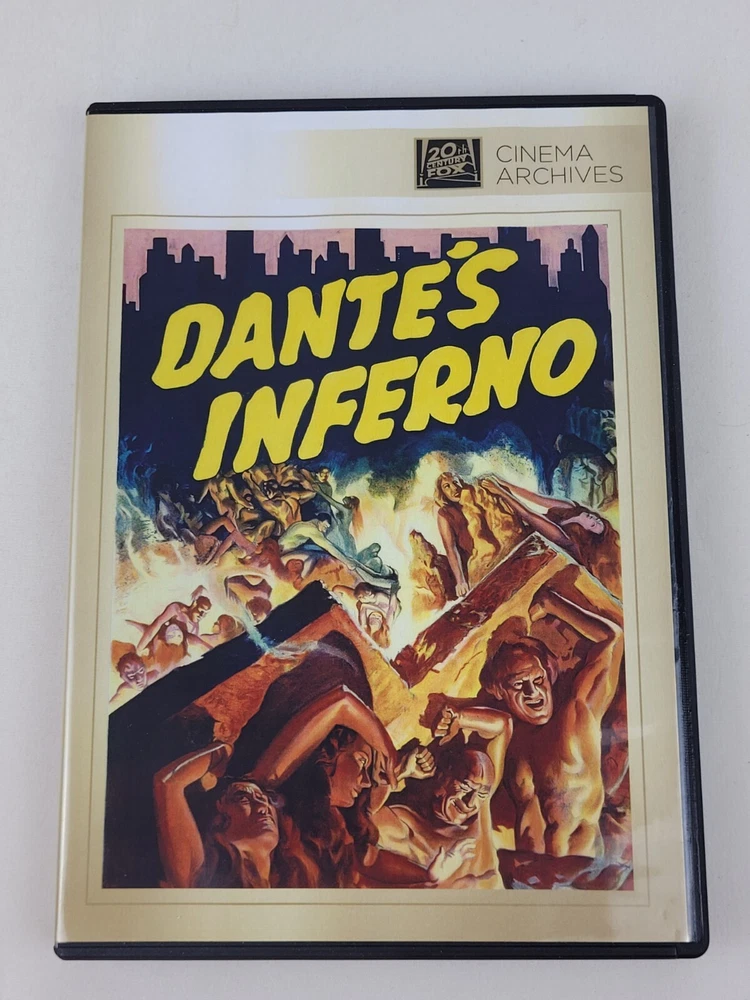 20th
CENTURY
FOX
CINEMA
ARCHIVES
DANTE'S
INFERNO